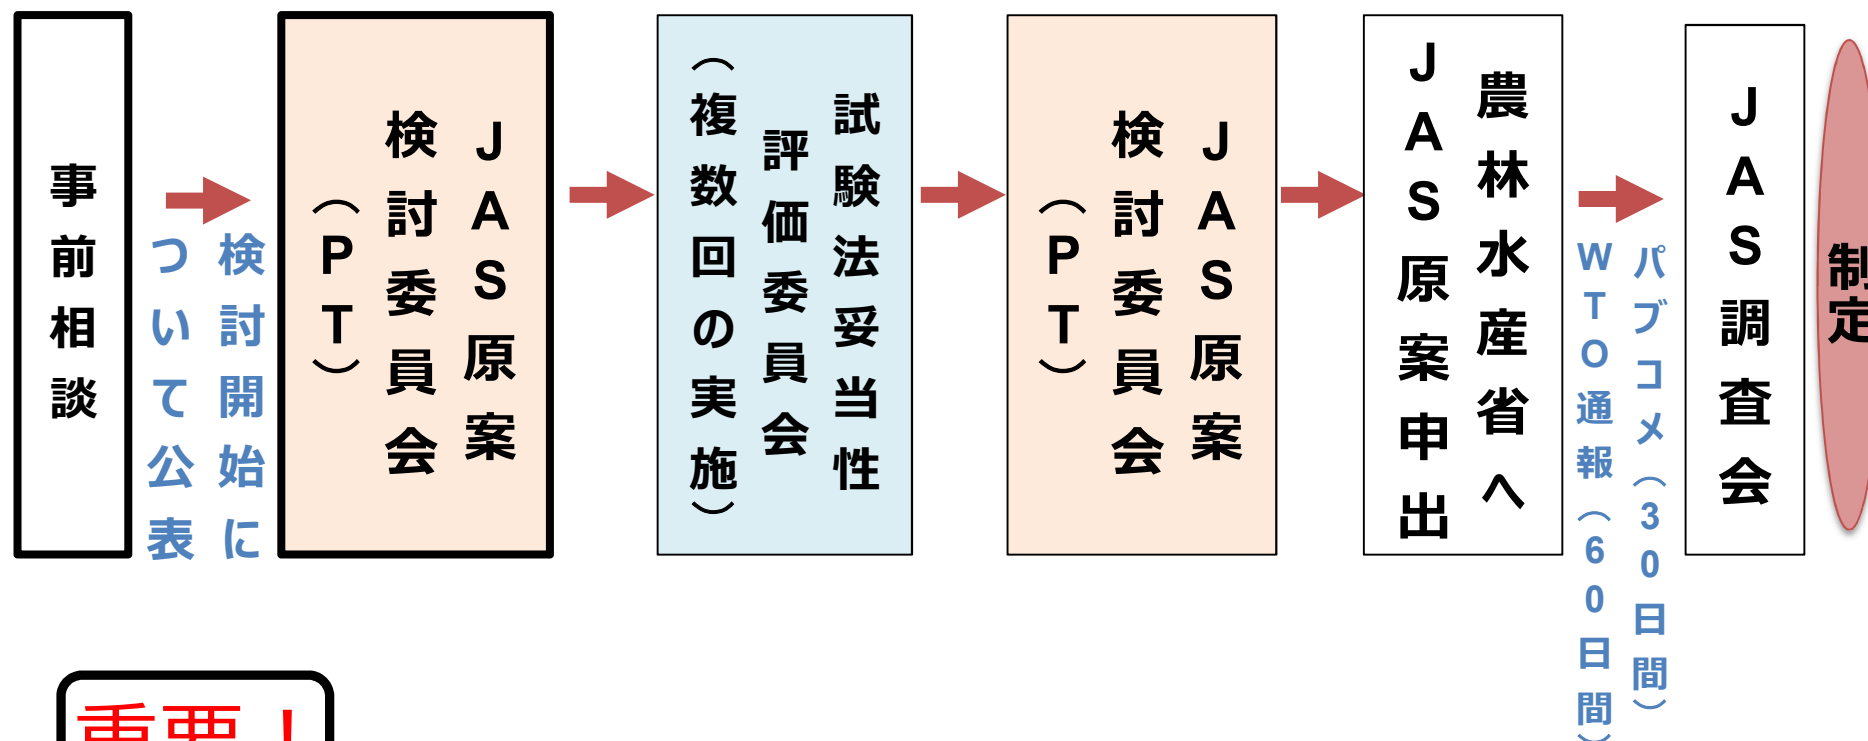 事前相談
検討開始に
ついて公表
JAS原案
検討委員会
（PT）
試験法妥当性
評価委員会
（複数回の実施）
JAS原案
検討委員会
（PT）
農林水産省へ
JAS原案申出
パブコメ（30日間）
WTO通報（60日間）
JAS調査会
制定
重要！